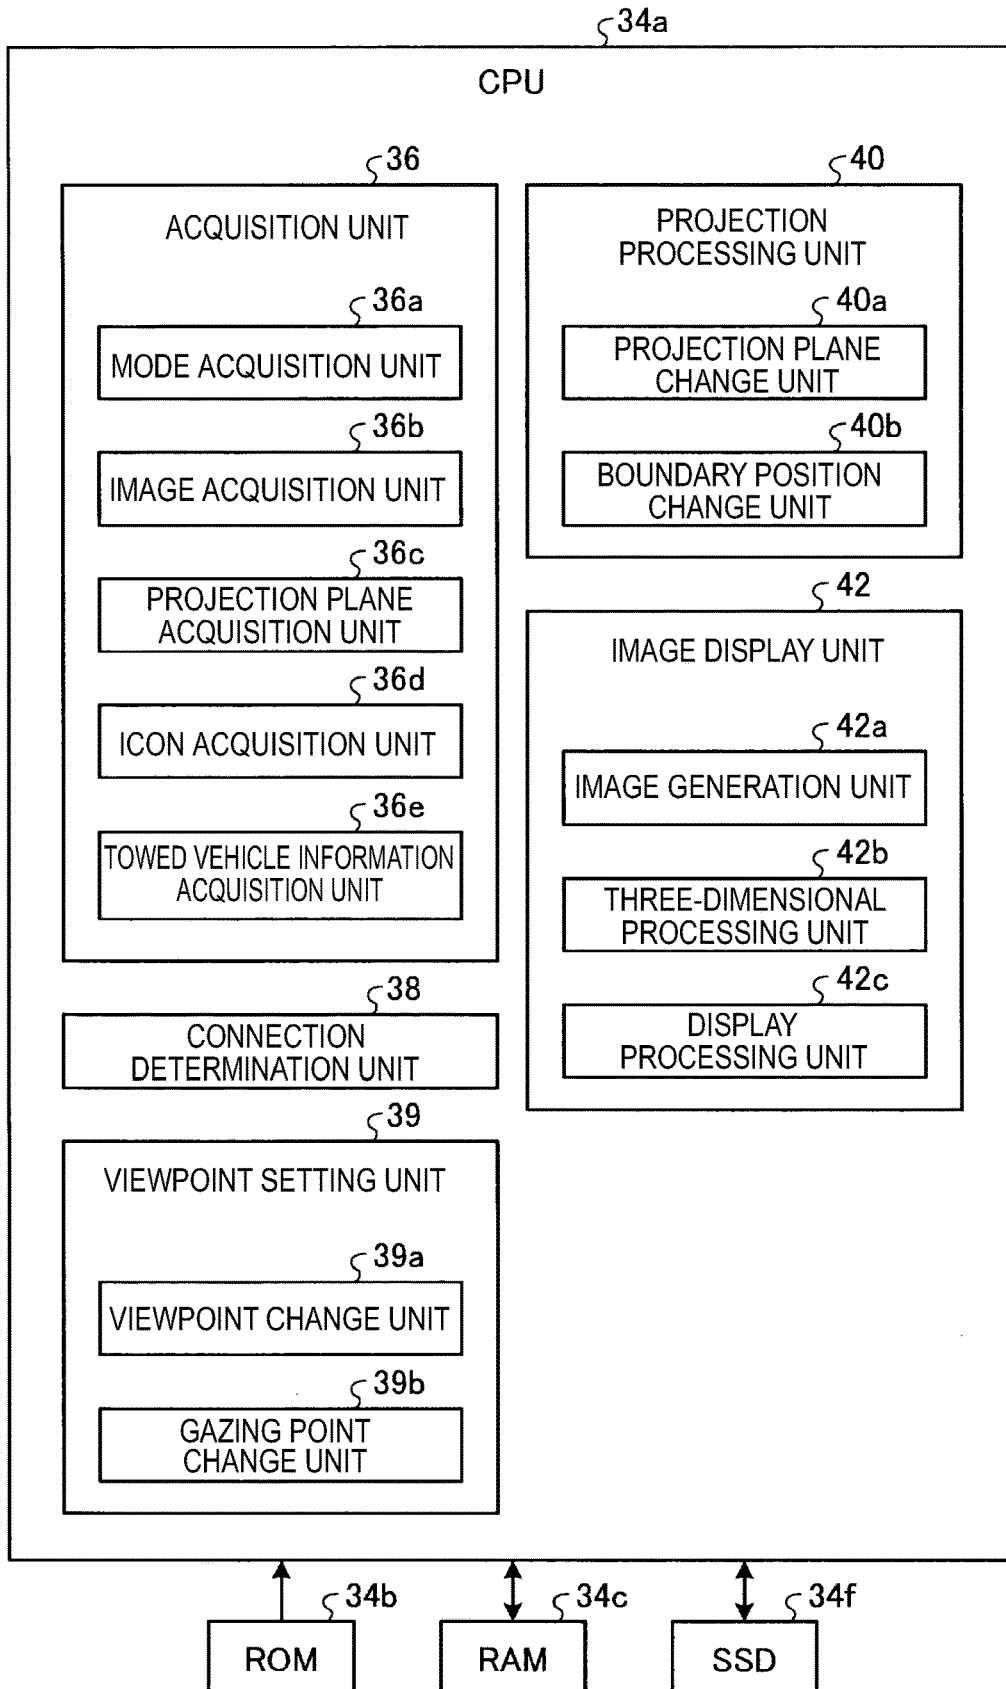 34a
CPU
36
ACQUISITION UNIT
36a
MODE ACQUISITION UNIT
36b
IMAGE ACQUISITION UNIT
36c
PROJECTION PLANE
ACQUISITION UNIT
36d
ICON ACQUISITION UNIT
36e
TOWED VEHICLE INFORMATION
ACQUISITION UNIT
38
CONNECTION
DETERMINATION UNIT
39
VIEWPOINT SETTING UNIT
39a
VIEWPOINT CHANGE UNIT
39b
GAZING POINT
CHANGE UNIT
40
PROJECTION
PROCESSING UNIT
40a
PROJECTION PLANE
CHANGE UNIT
40b
BOUNDARY POSITION
CHANGE UNIT
42
IMAGE DISPLAY UNIT
42a
IMAGE GENERATION UNIT
42b
THREE-DIMENSIONAL
PROCESSING UNIT
42c
DISPLAY
PROCESSING UNIT
34b
ROM
34c
RAM
34f
SSD